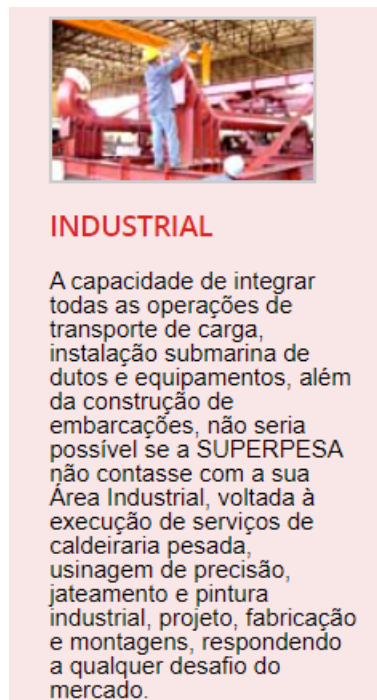 INDUSTRIAL
A capacidade de integrar
todas as operações de
transporte de carga,
instalação submarina de
dutos e equipamentos, além
da construção de
embarcações, não seria
possível se a SUPERPESA
não contasse com a sua
Área Industrial, voltada à
execução de serviços de
caldeiraria pesada,
usinagem de precisão,
jateamento e pintura
industrial, projeto, fabricação
e montagens, respondendo
a qualquer desafio do
mercado.